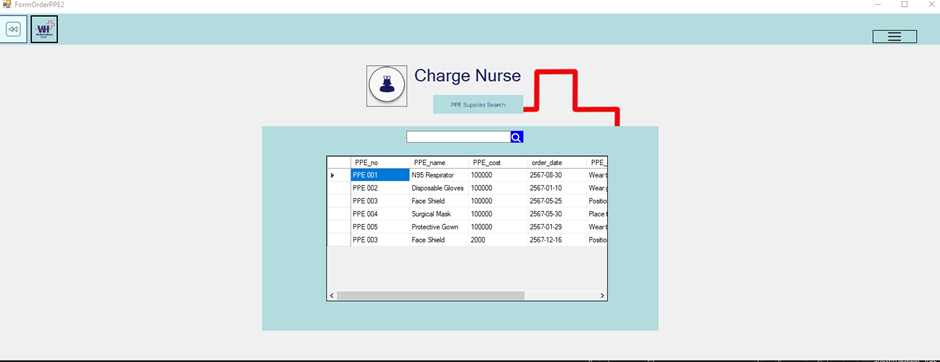 FormOrderPPE2
VH
Charge Nurse
PPE Supplies Search
PPE_no PPE_name PPE_cost order_date PPE_
PPE 001 N95 Respirator 100000 2567-08-30 Wear t
PPE 002 Disposable Gloves 100000 2567-01-10 Wear g
PPE 003 Face Shield 100000 2567-05-25 Positio
PPE 004 Surgical Mask 100000 2567-05-30 Place t
PPE 005 Protective Gown 100000 2567-01-29 Wear t
PPE 003 Face Shield 2000 2567-12-16 Positio